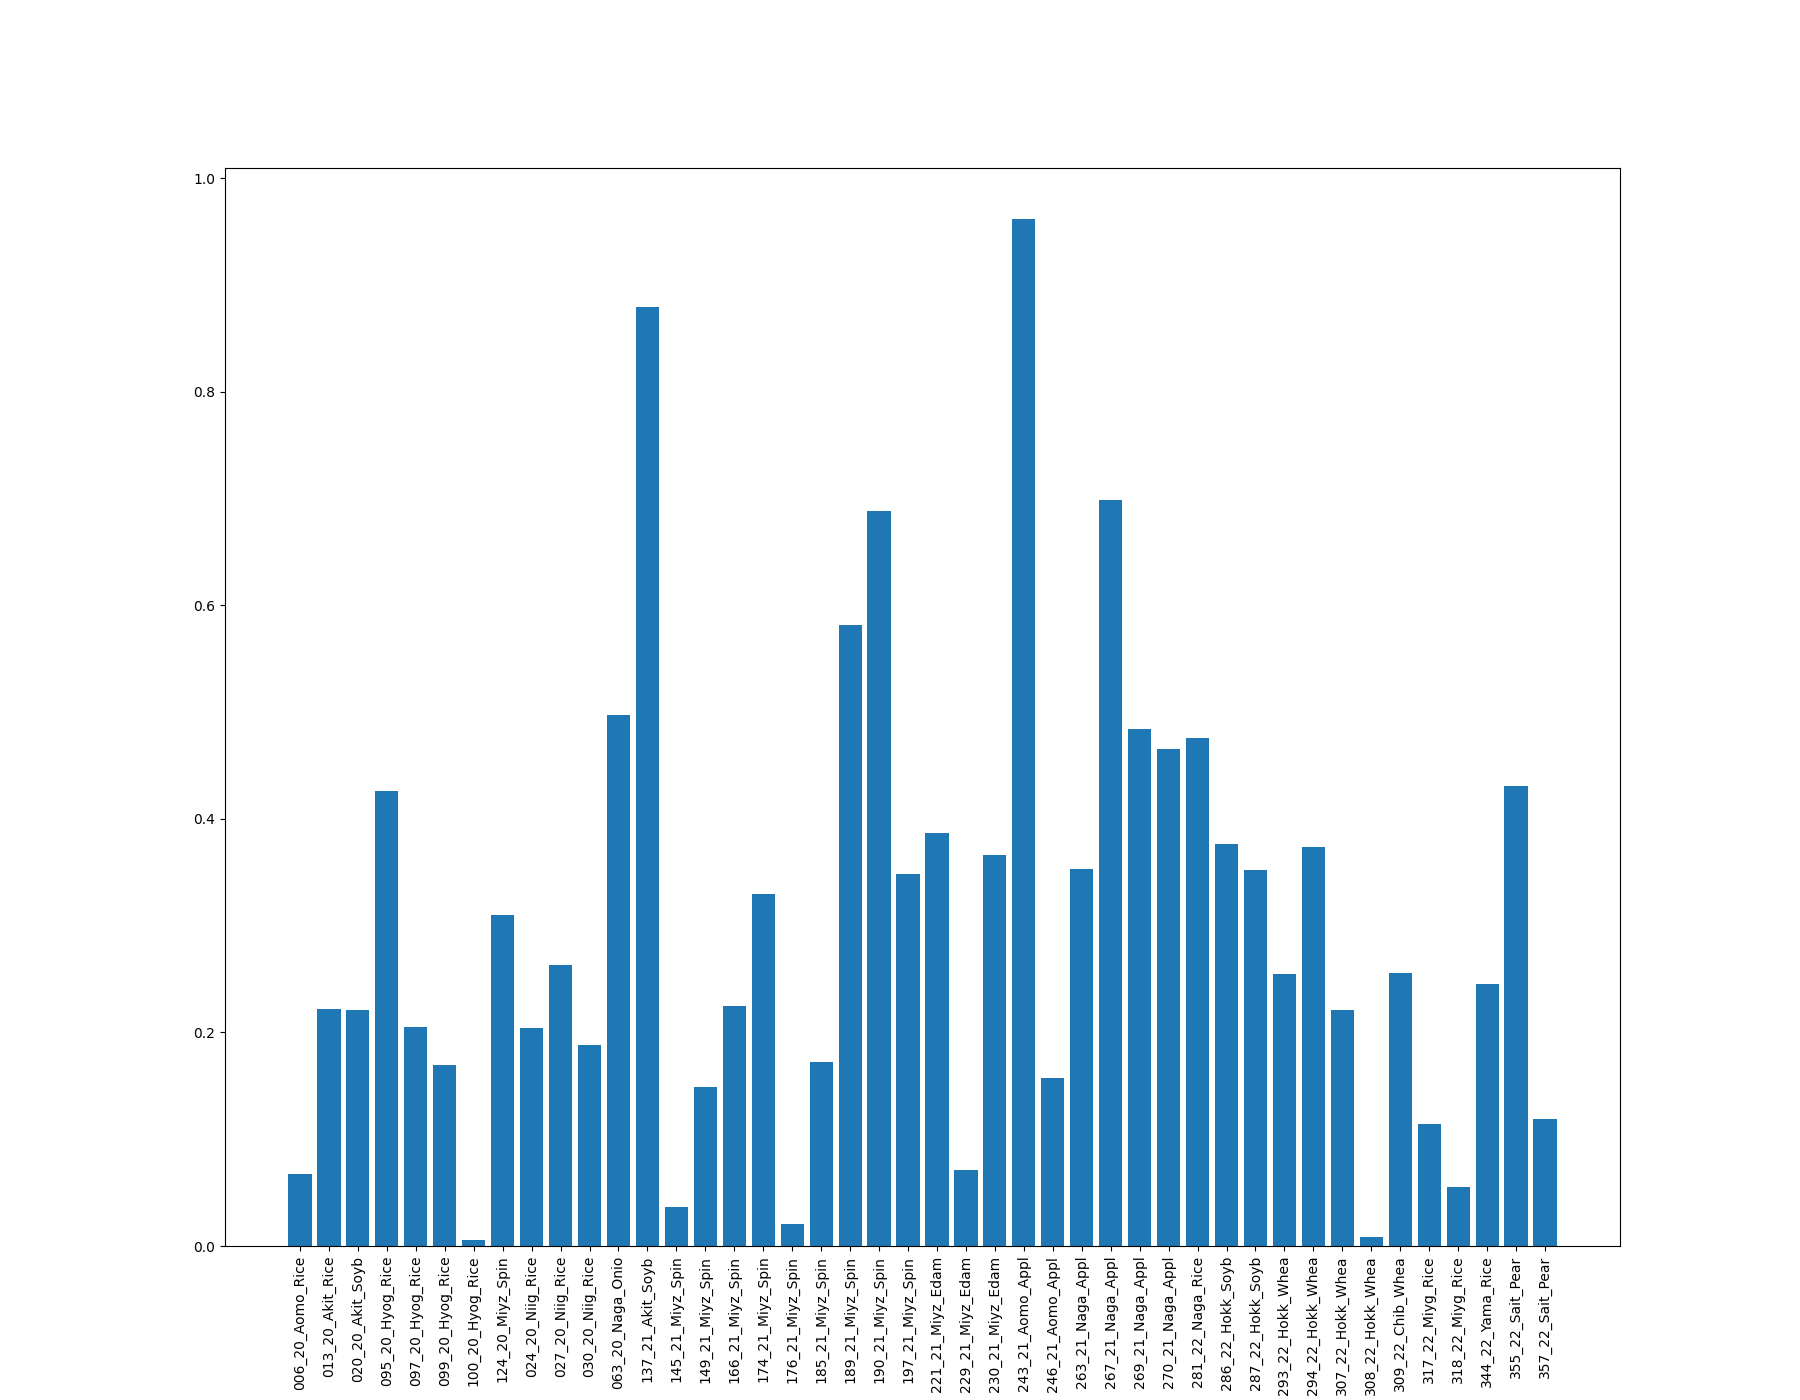 1.0
0.8
0.6
0.4
0.2
0.0
006_20_Aomo_Rice
013_20_Akit_Rice
020_20_Akit_Soyb
095_20_Hyog_Rice
097_20_Hyog_Rice
099_20_Hyog_Rice
100_20_Hyog_Rice
124_20_Miyz_Spin
024_20_Niig_Rice
027_20_Niig_Rice
030_20_Niig_Rice
063_20_Naga_Onio
137_21_Akit_Soyb
145_21_Miyz_Spin
149_21_Miyz_Spin
166_21_Miyz_Spin
174_21_Miyz_Spin
176_21_Miyz_Spin
185_21_Miyz_Spin
189_21_Miyz_Spin
190_21_Miyz_Spin
197_21_Miyz_Spin
221_21_Miyz_Edam
229_21_Miyz_Edam
230_21_Miyz_Edam
243_21_Aomo_Appl
246_21_Aomo_Appl
263_21_Naga_Appl
267_21_Naga_Appl
269_21_Naga_Appl
270_21_Naga_Appl
281_22_Naga_Rice
286_22_Hokk_Soyb
287_22_Hokk_Soyb
293_22_Hokk_Whea
294_22_Hokk_Whea
307_22_Hokk_Whea
308_22_Hokk_Whea
309_22_Chib_Whea
317_22_Miyg_Rice
318_22_Miyg_Rice
344_22_Yama_Rice
355_22_Sait_Pear
357_22_Sait_Pear